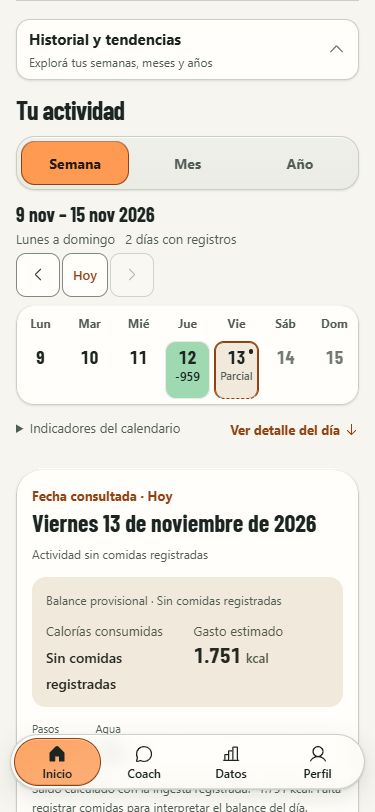 Historial y tendencias
Explorá tus semanas, meses y años
Tu actividad
Semana Mes Año
9 nov – 15 nov 2026
Lunes a domingo 2 días con registros
Hoy
Lun Mar Mié Jue Vie Sáb Dom
9 10 11 12 13 14 15
-959 Parcial
Indicadores del calendario Ver detalle del día ↓
Fecha consultada · Hoy
Viernes 13 de noviembre de 2026
Actividad sin comidas registradas
Balance provisional · Sin comidas registradas
Calorías consumidas Gasto estimado
Sin comidas 1.751 kcal
registradas
Pasos Agua
Inicio Coach Datos Perfil
registrar comidas para interpretar el balance del día.